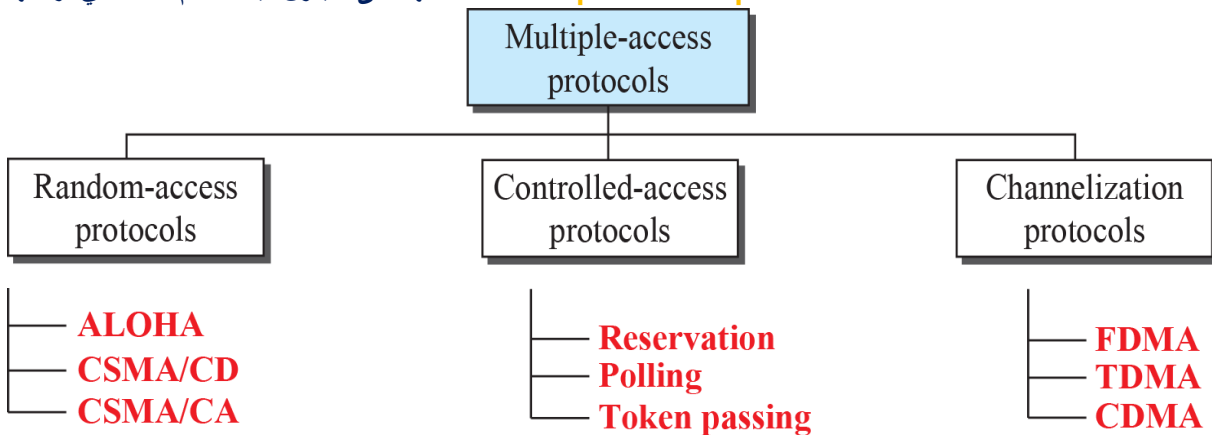 Multiple-access
protocols
Random-access
protocols
Controlled-access
protocols
Channelization
protocols
ALOHA
CSMA/CD
CSMA/CA
Reservation
Polling
Token passing
FDMA
TDMA
CDMA